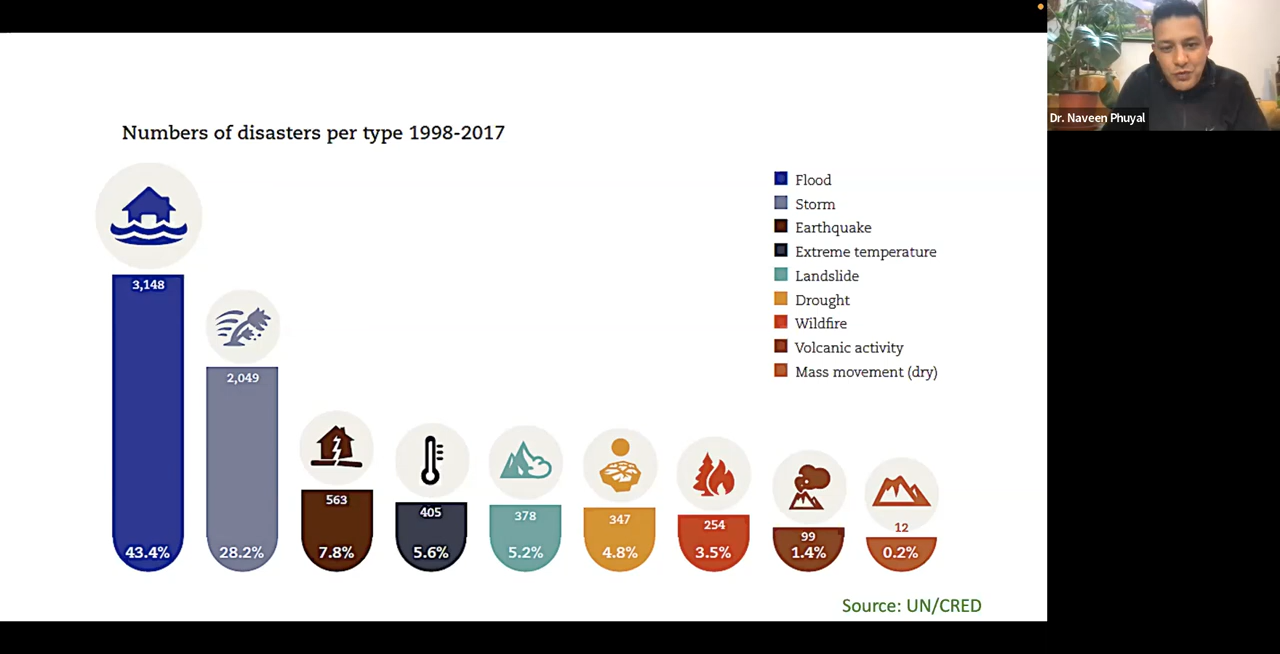 Dr. Naveen Phuyal
Numbers of disasters per type 1998-2017
Flood
Storm
Earthquake
Extreme temperature
Landslide
Drought
Wildfire
Volcanic activity
Mass movement (dry)
3,148
43.4%
2,049
28.2%
563
7.8%
405
5.6%
378
5.2%
347
4.8%
254
3.5%
99
1.4%
12
0.2%
Source: UN/CRED